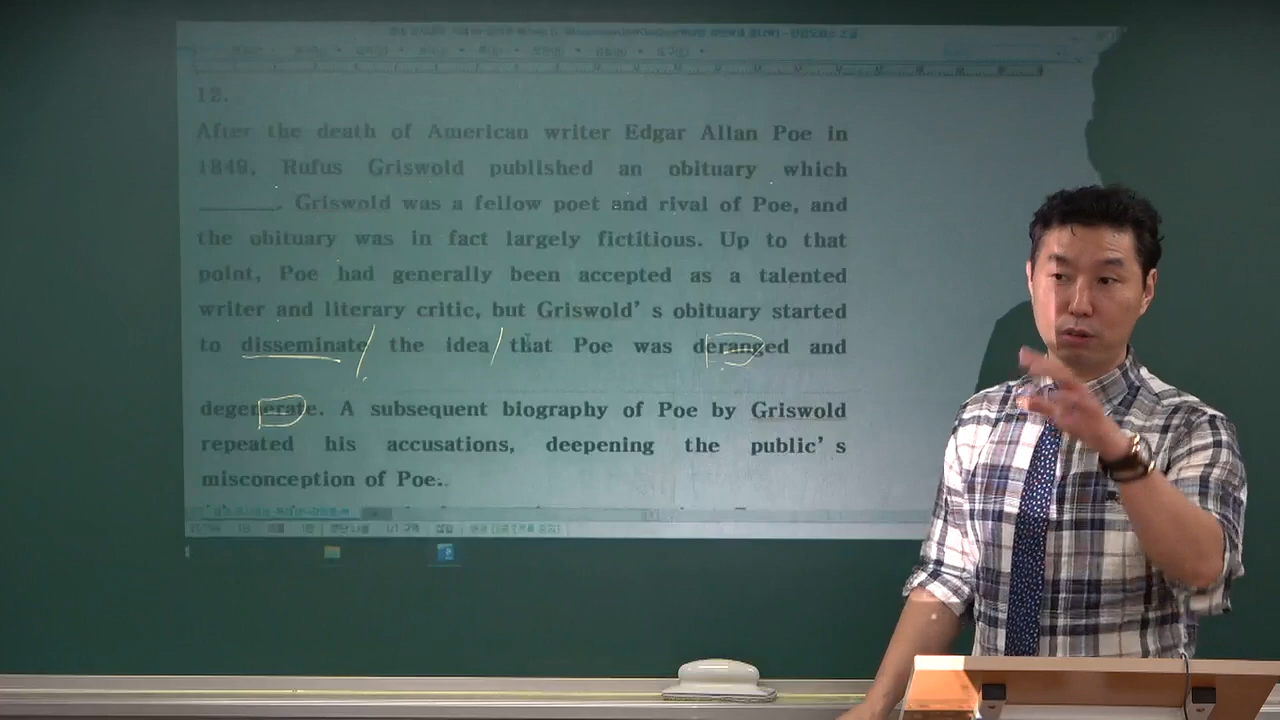 12.
After the death of American writer Edgar Allan Poe in
1849, Rufus Griswold published an obituary which
_______. Griswold was a fellow poet and rival of Poe, and
the obituary was in fact largely fictitious. Up to that
point, Poe had generally been accepted as a talented
writer and literary critic, but Griswold's obituary started
to disseminate the idea that Poe was deranged and
degenerate. A subsequent biography of Poe by Griswold
repeated his accusations, deepening the public's
misconception of Poe.